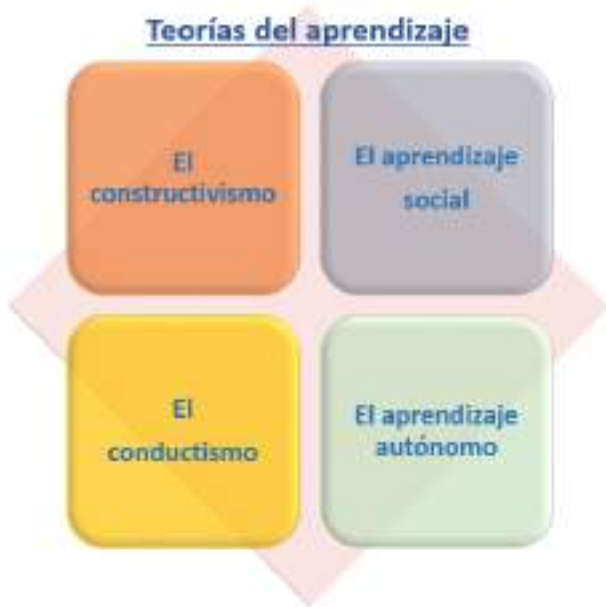 Teorías del aprendizaje
El
constructivismo
El aprendizaje
social
El
conductismo
El aprendizaje
autónomo